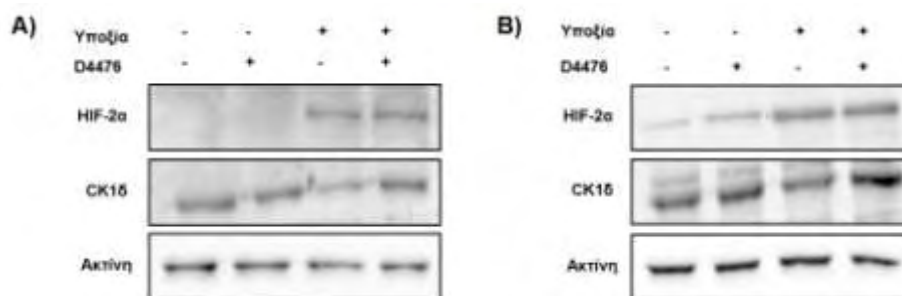 A)
Υποξία - - + +
D4476 - + - +
HIF-2α
CK1δ
Ακτίνη
B)
Υποξία - - + +
D4476 - + - +
HIF-2α
CK1δ
Ακτίνη